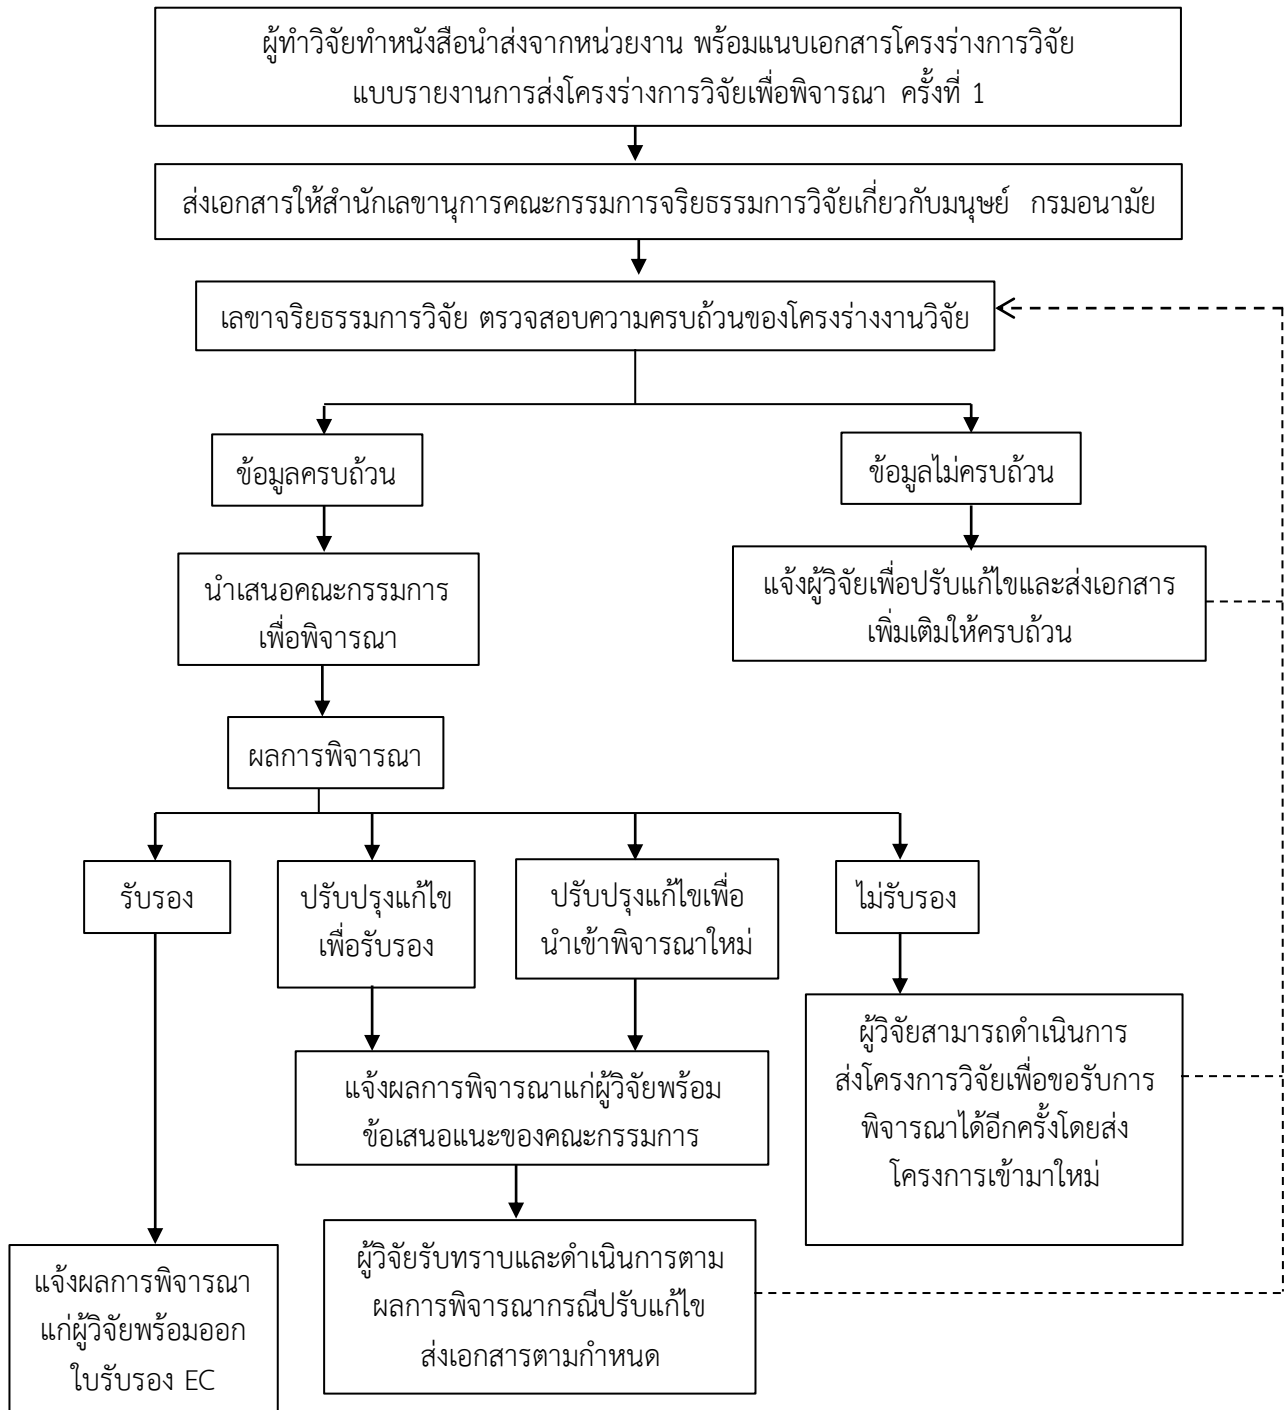 ผู้ทำวิจัยทำหนังสือนำส่งจากหน่วยงาน พร้อมแนบเอกสารโครงร่างการวิจัย
แบบรายงานการส่งโครงร่างการวิจัยเพื่อพิจารณา ครั้งที่ 1
ส่งเอกสารให้สำนักเลขานุการคณะกรรมการจริยธรรมการวิจัยเกี่ยวกับมนุษย์ กรมอนามัย
เลขาจริยธรรมการวิจัย ตรวจสอบความครบถ้วนของโครงร่างงานวิจัย
ข้อมูลครบถ้วน
ข้อมูลไม่ครบถ้วน
นำเสนอคณะกรรมการ
เพื่อพิจารณา
แจ้งผู้วิจัยเพื่อปรับแก้ไขและส่งเอกสาร
เพิ่มเติมให้ครบถ้วน
ผลการพิจารณา
รับรอง
ปรับปรุงแก้ไข
เพื่อรับรอง
ปรับปรุงแก้ไขเพื่อ
นำเข้าพิจารณาใหม่
ไม่รับรอง
ผู้วิจัยสามารถดำเนินการ
ส่งโครงการวิจัยเพื่อขอรับการ
พิจารณาได้อีกครั้งโดยส่ง
โครงการเข้ามาใหม่
แจ้งผลการพิจารณาแก่ผู้วิจัยพร้อม
ข้อเสนอแนะของคณะกรรมการ
ผู้วิจัยรับทราบและดำเนินการตาม
ผลการพิจารณากรณีปรับแก้ไข
ส่งเอกสารตามกำหนด
แจ้งผลการพิจารณา
แก่ผู้วิจัยพร้อมออก
ใบรับรอง EC